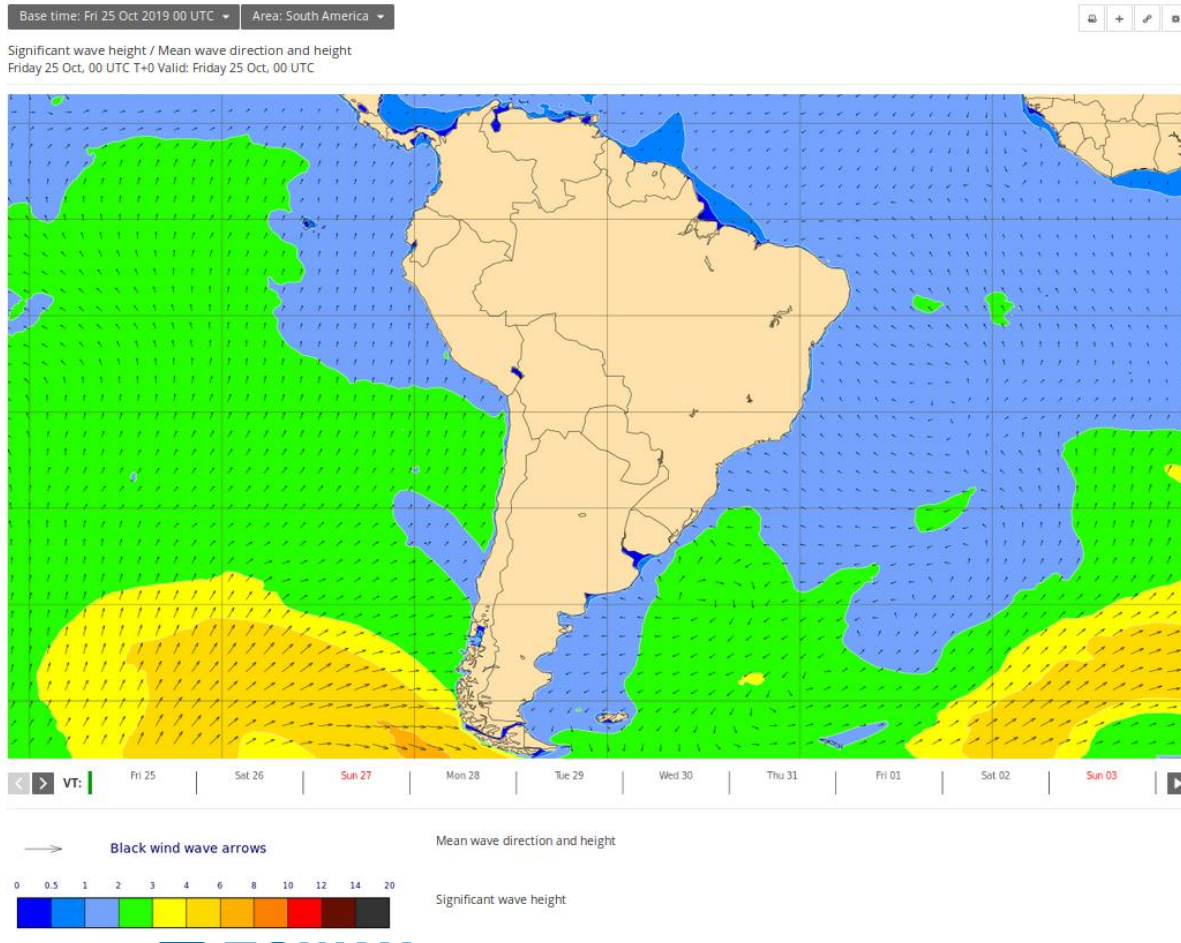 Base time: Fri 25 Oct 2019 00 UTC
Area: South America
Significant wave height / Mean wave direction and height
Friday 25 Oct, 00 UTC T+0 Valid: Friday 25 Oct, 00 UTC
VT: Fri 25 Sat 26 Sun 27 Mon 28 Tue 29 Wed 30 Thu 31 Fri 01 Sat 02 Sun 03
Black wind wave arrows
Mean wave direction and height
0 0.5 1 2 3 4 6 8 10 12 14 20
Significant wave height